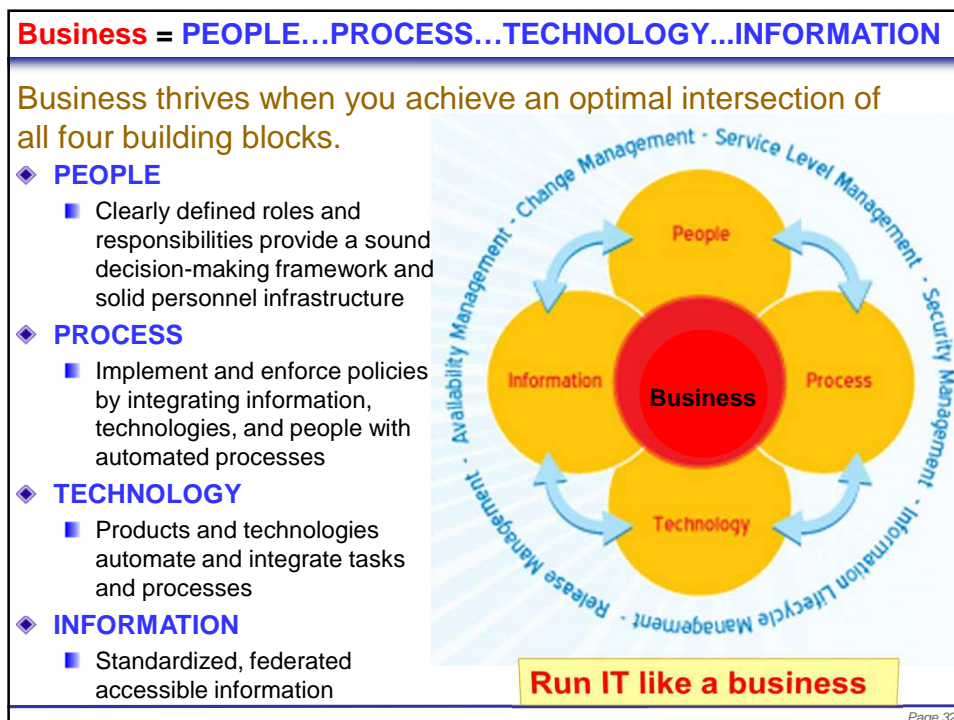 Business = PEOPLE…PROCESS…TECHNOLOGY...INFORMATION
Business thrives when you achieve an optimal intersection of
all four building blocks.
PEOPLE
Clearly defined roles and
responsibilities provide a sound
decision-making framework and
solid personnel infrastructure
PROCESS
Implement and enforce policies
by integrating information,
technologies, and people with
automated processes
TECHNOLOGY
Products and technologies
automate and integrate tasks
and processes
INFORMATION
Standardized, federated
accessible information
Availability Management - Change Management - Service Level Management - Security Management - Information Lifecycle Management - Release Management -
People
Information
Business
Process
Technology
Run IT like a business
Page 32